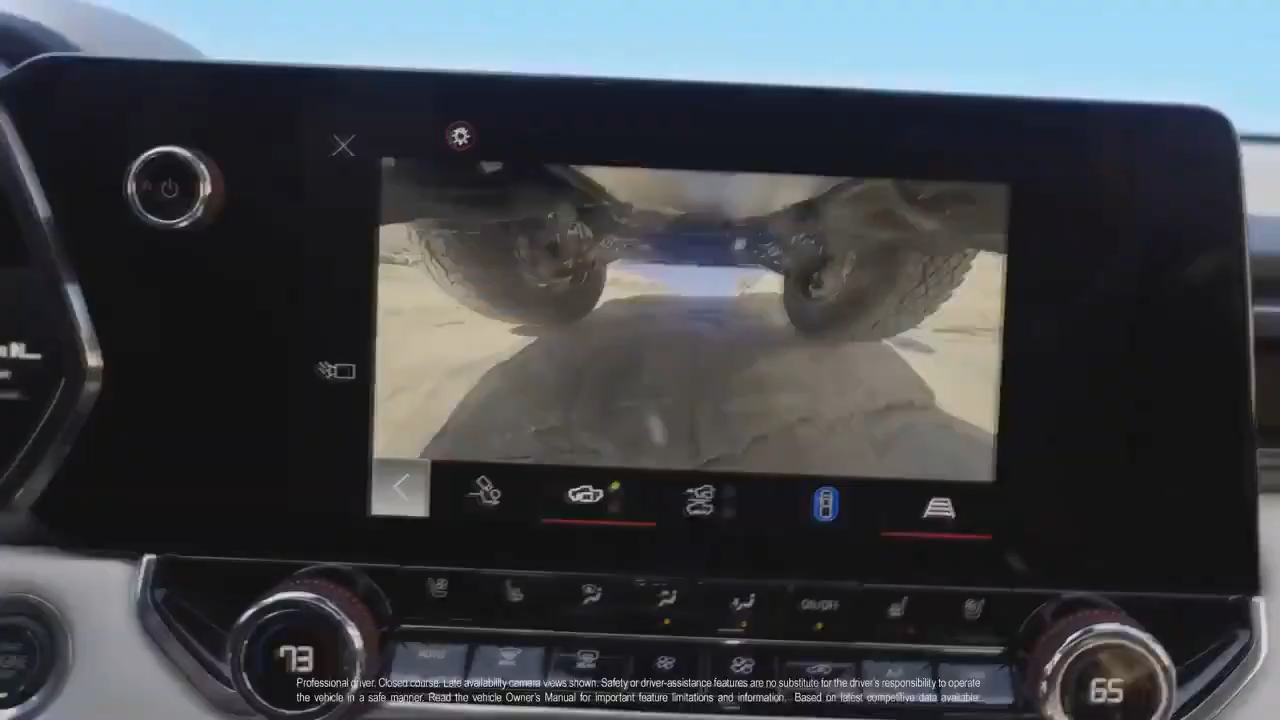 ON/OFF
AUTO
73
65
Professional driver. Closed course. Late availability camera views shown. Safety or driver-assistance features are no substitute for the driver's responsibility to operate
the vehicle in a safe manner. Read the vehicle Owner's Manual for important feature limitations and information. Based on latest competitive data available.